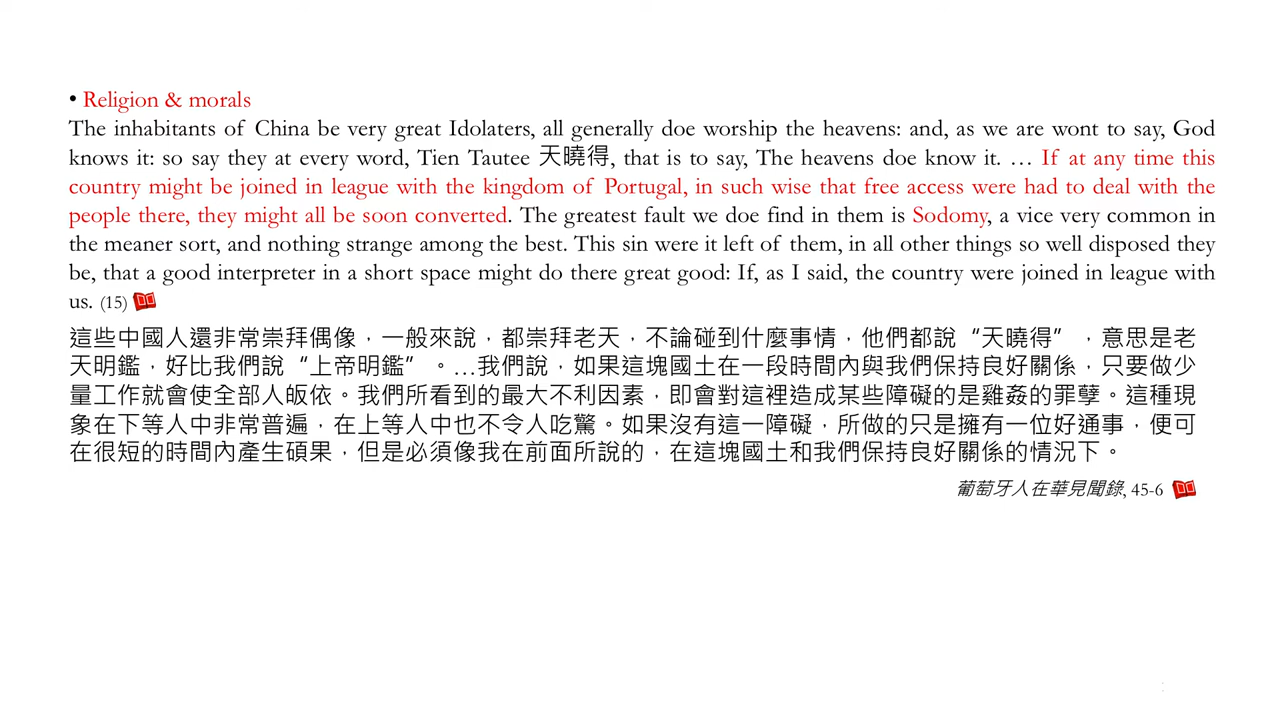 • Religion & morals
The inhabitants of China be very great Idolaters, all generally doe worship the heavens: and, as we are wont to say, God
knows it: so say they at every word, Tien Tautee 天曉得, that is to say, The heavens doe know it. … If at any time this
country might be joined in league with the kingdom of Portugal, in such wise that free access were had to deal with the
people there, they might all be soon converted. The greatest fault we doe find in them is Sodomy, a vice very common in
the meaner sort, and nothing strange among the best. This sin were it left of them, in all other things so well disposed they
be, that a good interpreter in a short space might do there great good: If, as I said, the country were joined in league with
us. (15)
這些中國人還非常崇拜偶像，一般來說，都崇拜老天，不論碰到什麼事情，他們都說“天曉得”，意思是老
天明鑑，好比我們說“上帝明鑑”。…我們說，如果這塊國土在一段時間內與我們保持良好關係，只要做少
量工作就會使全部人皈依。我們所看到的最大不利因素，即會對這裡造成某些障礙的是雞姦的罪孽。這種現
象在下等人中非常普遍，在上等人中也不令人吃驚。如果沒有這一障礙，所做的只是擁有一位好通事，便可
在很短的時間內產生碩果，但是必須像我在前面所說的，在這塊國土和我們保持良好關係的情況下。
葡萄牙人在華見聞錄, 45-6